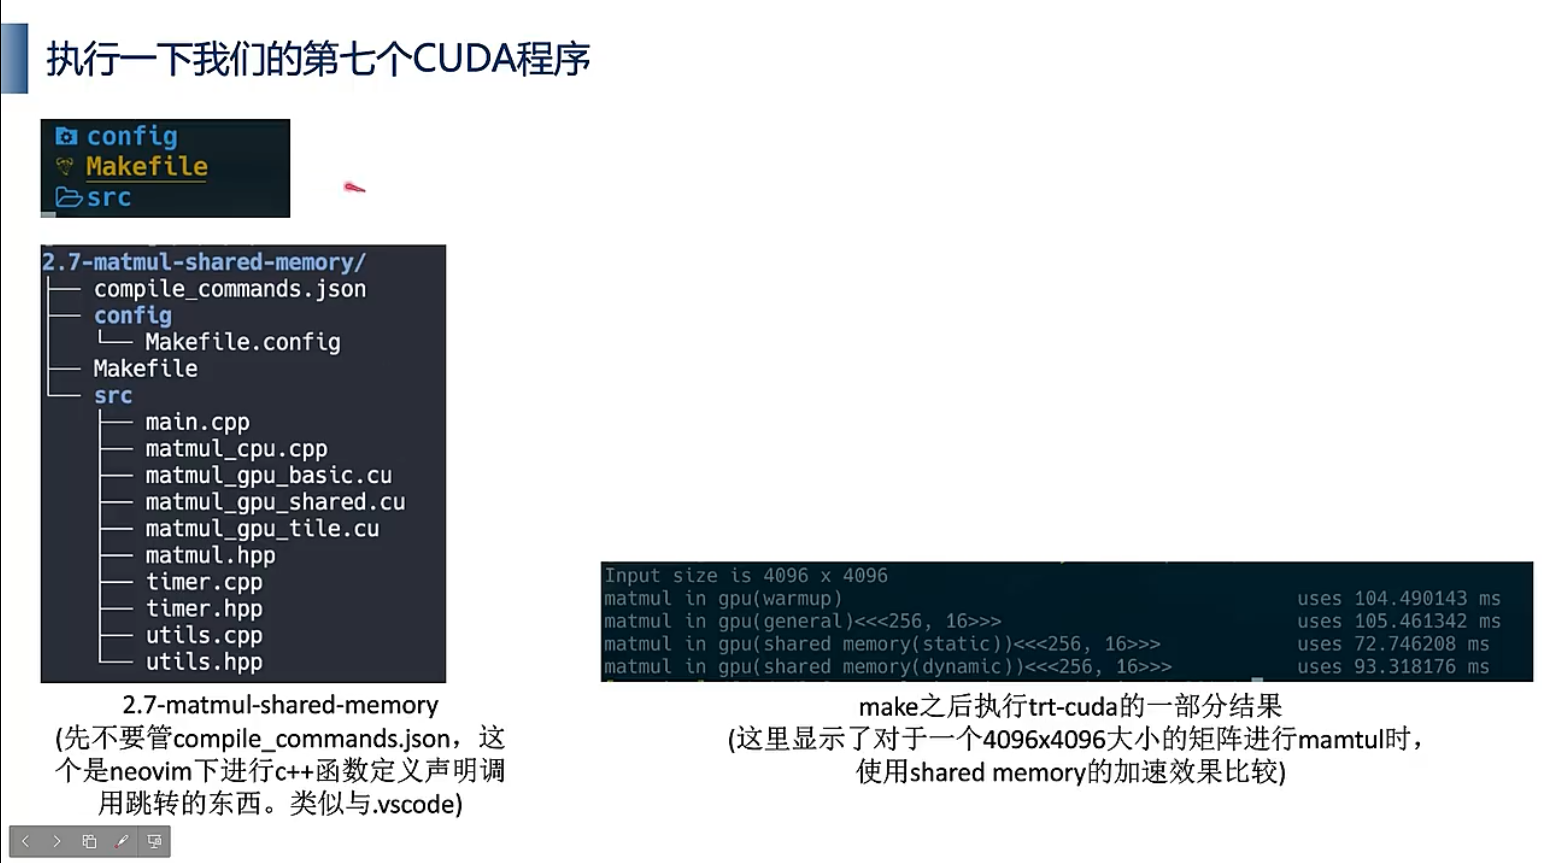 执行一下我们的第七个CUDA程序
config
Makefile
src
2.7-matmul-shared-memory/
compile_commands.json
config
Makefile.config
Makefile
src
main.cpp
matmul_cpu.cpp
matmul_gpu_basic.cu
matmul_gpu_shared.cu
matmul_gpu_tile.cu
matmul.hpp
timer.cpp
timer.hpp
utils.cpp
utils.hpp
2.7-matmul-shared-memory
(先不要管compile_commands.json，这
个是neovim下进行c++函数定义声明调
用跳转的东西。类似与.vscode)
Input size is 4096 x 4096
matmul in gpu(warmup) uses 104.490143 ms
matmul in gpu(general)<<<256, 16>>> uses 105.461342 ms
matmul in gpu(shared memory(static))<<<256, 16>>> uses 72.746208 ms
matmul in gpu(shared memory(dynamic))<<<256, 16>>> uses 93.318176 ms
make之后执行trt-cuda的一部分结果
(这里显示了对于一个4096x4096大小的矩阵进行mamtul时，
使用shared memory的加速效果比较)